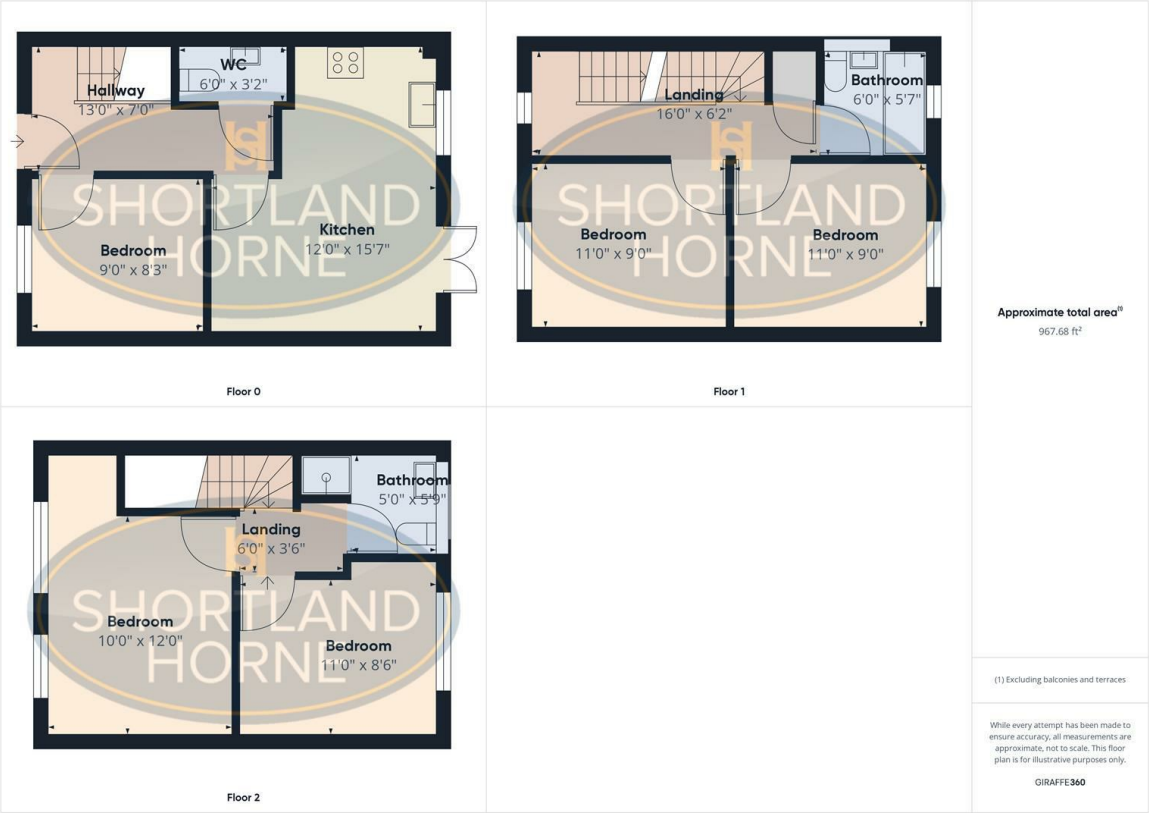 WC
6'0" x 3'2"
Hallway
13'0" x 7'0"
Kitchen
12'0" x 15'7"
Bedroom
9'0" x 8'3"
SHORTLAND
HORNE
Floor 0
Bathroom
6'0" x 5'7"
Landing
16'0" x 6'2"
Bedroom
11'0" x 9'0"
Bedroom
11'0" x 9'0"
SHORTLAND
HORNE
Floor 1
Bathroom
5'0" x 5'9"
Landing
6'0" x 3'6"
Bedroom
10'0" x 12'0"
Bedroom
11'0" x 8'6"
SHORTLAND
HORNE
Floor 2
Approximate total area(1)
967.68 ft²
(1) Excluding balconies and terraces
While every attempt has been made to
ensure accuracy, all measurements are
approximate, not to scale. This floor
plan is for illustrative purposes only.
GIRAFFE360